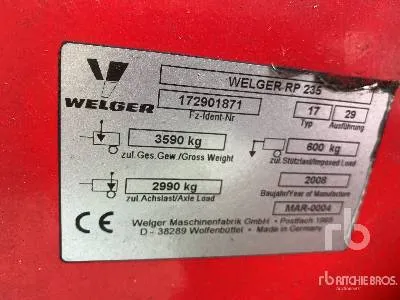 WELGER
WELGER RP 235
172901871
Fz-Ident-Nr
17
29
Typ
Ausführung
3590 kg
zul.Ges.Gew./Gross Weight
600 kg
zul.Stützlast/Imposed Load
2990 kg
zul.Achslast/Axle Load
2008
Baujahr/Year of Manufacture
MAR-0004
CE
Welger Maschinenfabrik GmbH • Postfach 1965
D - 38289 Wolfenbüttel • Made in Germany
rb
RITCHIE BROS.